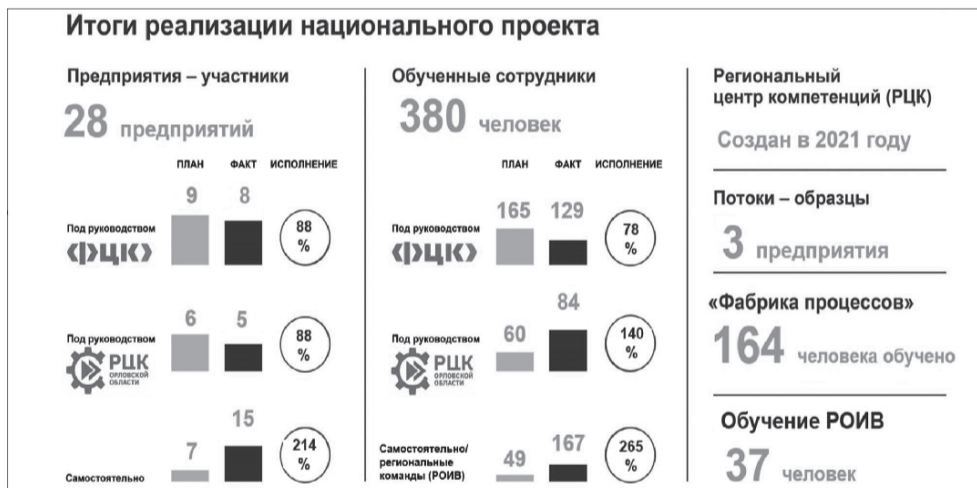 Итоги реализации национального проекта
Предприятия – участники
28 предприятий
ПЛАН ФАКТ ИСПОЛНЕНИЕ
9 8
Под руководством
ФЦК
88
%
6 5
Под руководством
РЦК
ОРЛОВСКОЙ
ОБЛАСТИ
88
%
7 15
Самостоятельно
214
%
Обученные сотрудники
380 человек
ПЛАН ФАКТ ИСПОЛНЕНИЕ
165 129
Под руководством
ФЦК
78
%
60 84
Под руководством
РЦК
ОРЛОВСКОЙ
ОБЛАСТИ
140
%
49 167
Самостоятельно/
региональные
команды (РОИВ)
265
%
Региональный
центр компетенций (РЦК)
Создан в 2021 году
Потоки – образцы
3 предприятия
«Фабрика процессов»
164 человека обучено
Обучение РОИВ
37 человек